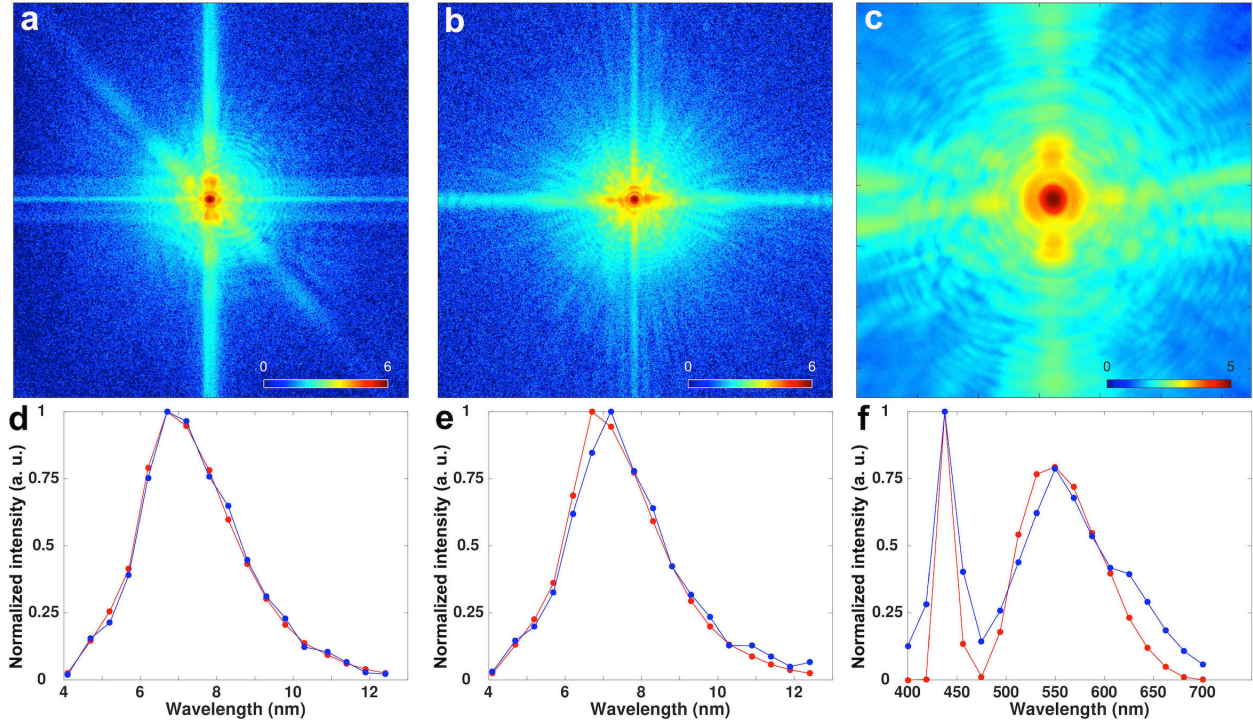 a
b
c
0 6
0 6
0 5
d
1
0.75
0.5
0.25
0
Normalized intensity (a. u.)
4 6 8 10 12
Wavelength (nm)
e
1
0.75
0.5
0.25
0
Normalized intensity (a. u.)
4 6 8 10 12
Wavelength (nm)
f
1
0.75
0.5
0.25
0
Normalized intensity (a. u.)
400 450 500 550 600 650 700
Wavelength (nm)